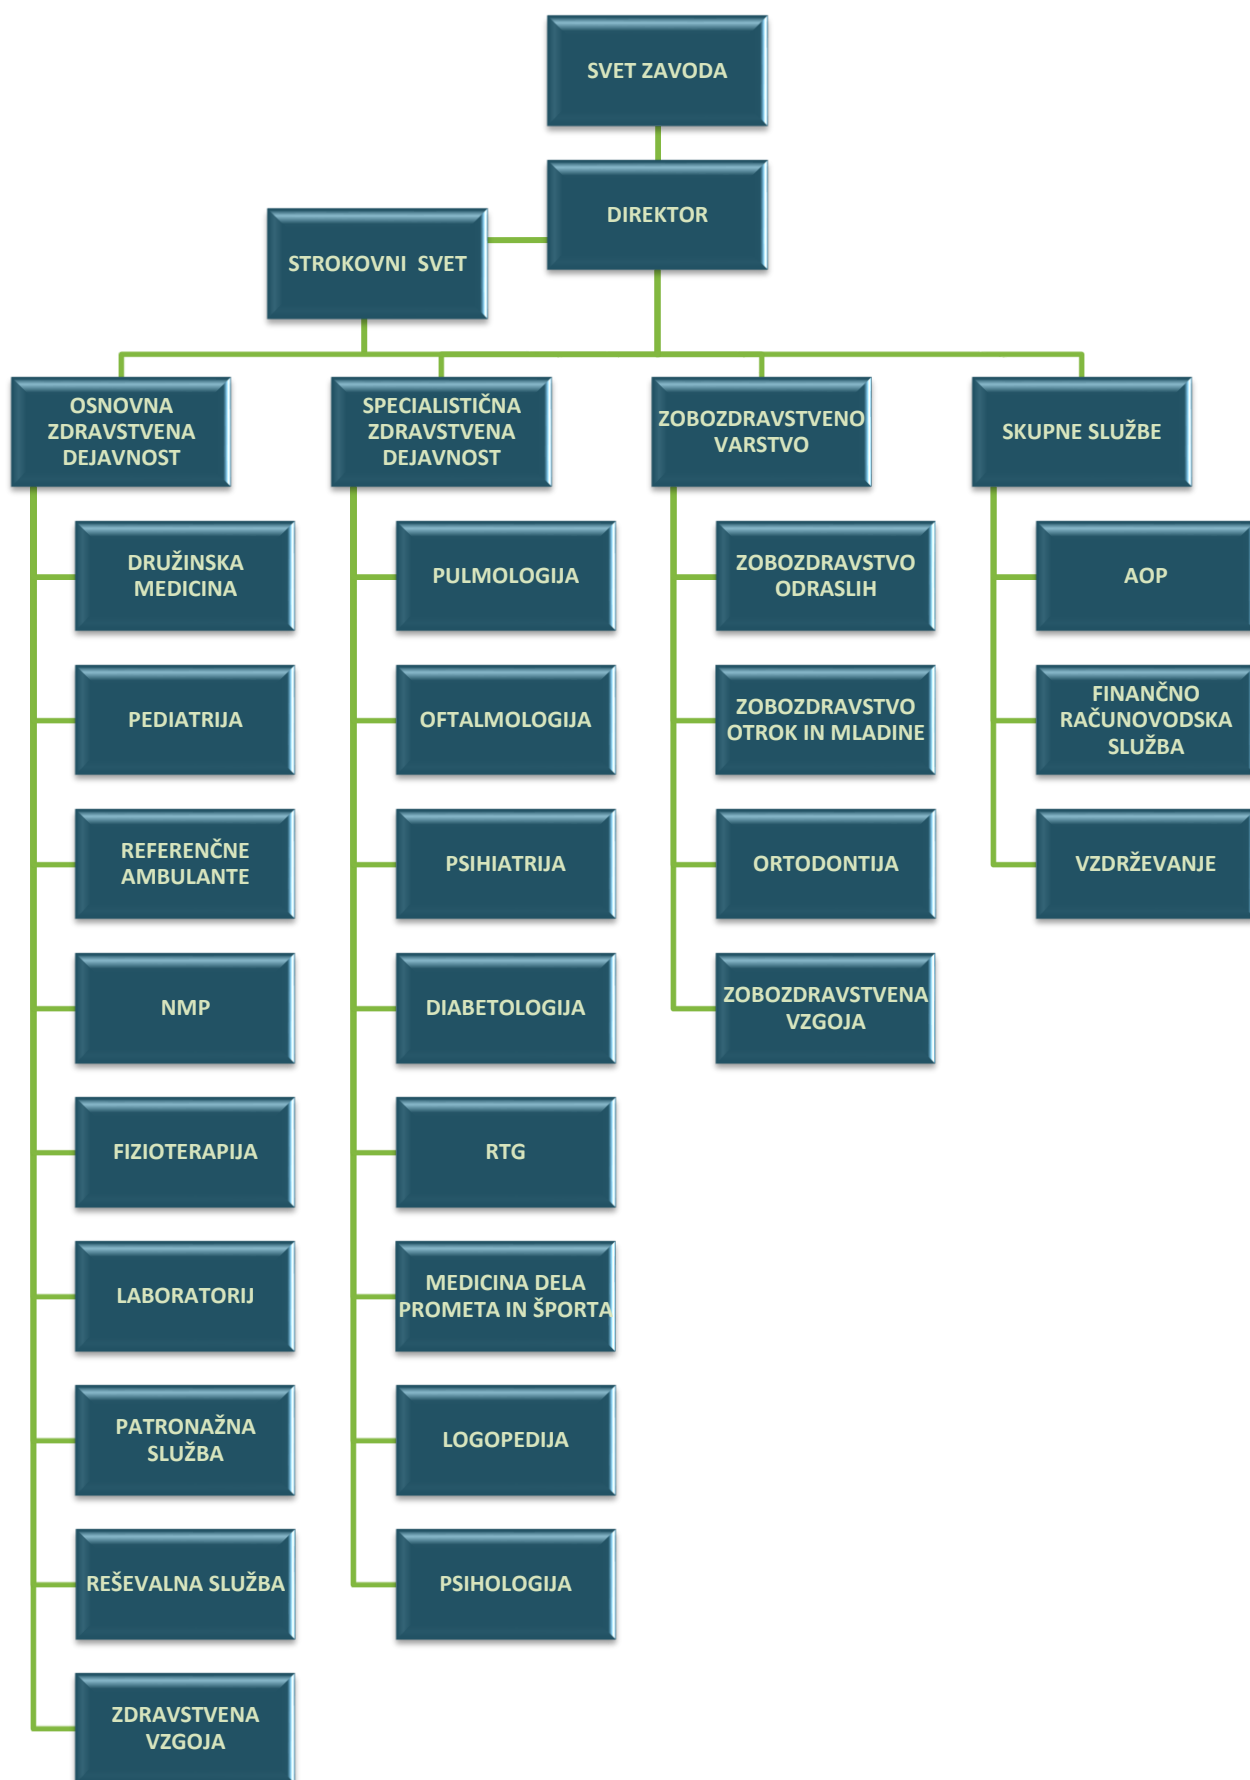 SVET ZAVODA
DIREKTOR
STROKOVNI SVET
OSNOVNA
ZDRAVSTVENA
DEJAVNOST
SPECIALISTIČNA
ZDRAVSTVENA
DEJAVNOST
ZOBOZDRAVSTVENO
VARSTVO
SKUPNE SLUŽBE
DRUŽINSKA
MEDICINA
PEDIATRIJA
REFERENČNE
AMBULANTE
NMP
FIZIOTERAPIJA
LABORATORIJ
PATRONAŽNA
SLUŽBA
REŠEVALNA SLUŽBA
ZDRAVSTVENA
VZGOJA
PULMOLOGIJA
OFTALMOLOGIJA
PSIHIATRIJA
DIABETOLOGIJA
RTG
MEDICINA DELA
PROMETA IN ŠPORTA
LOGOPEDIJA
PSIHOLOGIJA
ZOBOZDRAVSTVO
ODRASLIH
ZOBOZDRAVSTVO
OTROK IN MLADINE
ORTODONTIJA
ZOBOZDRAVSTVENA
VZGOJA
AOP
FINANČNO
RAČUNOVODSKA
SLUŽBA
VZDRŽEVANJE